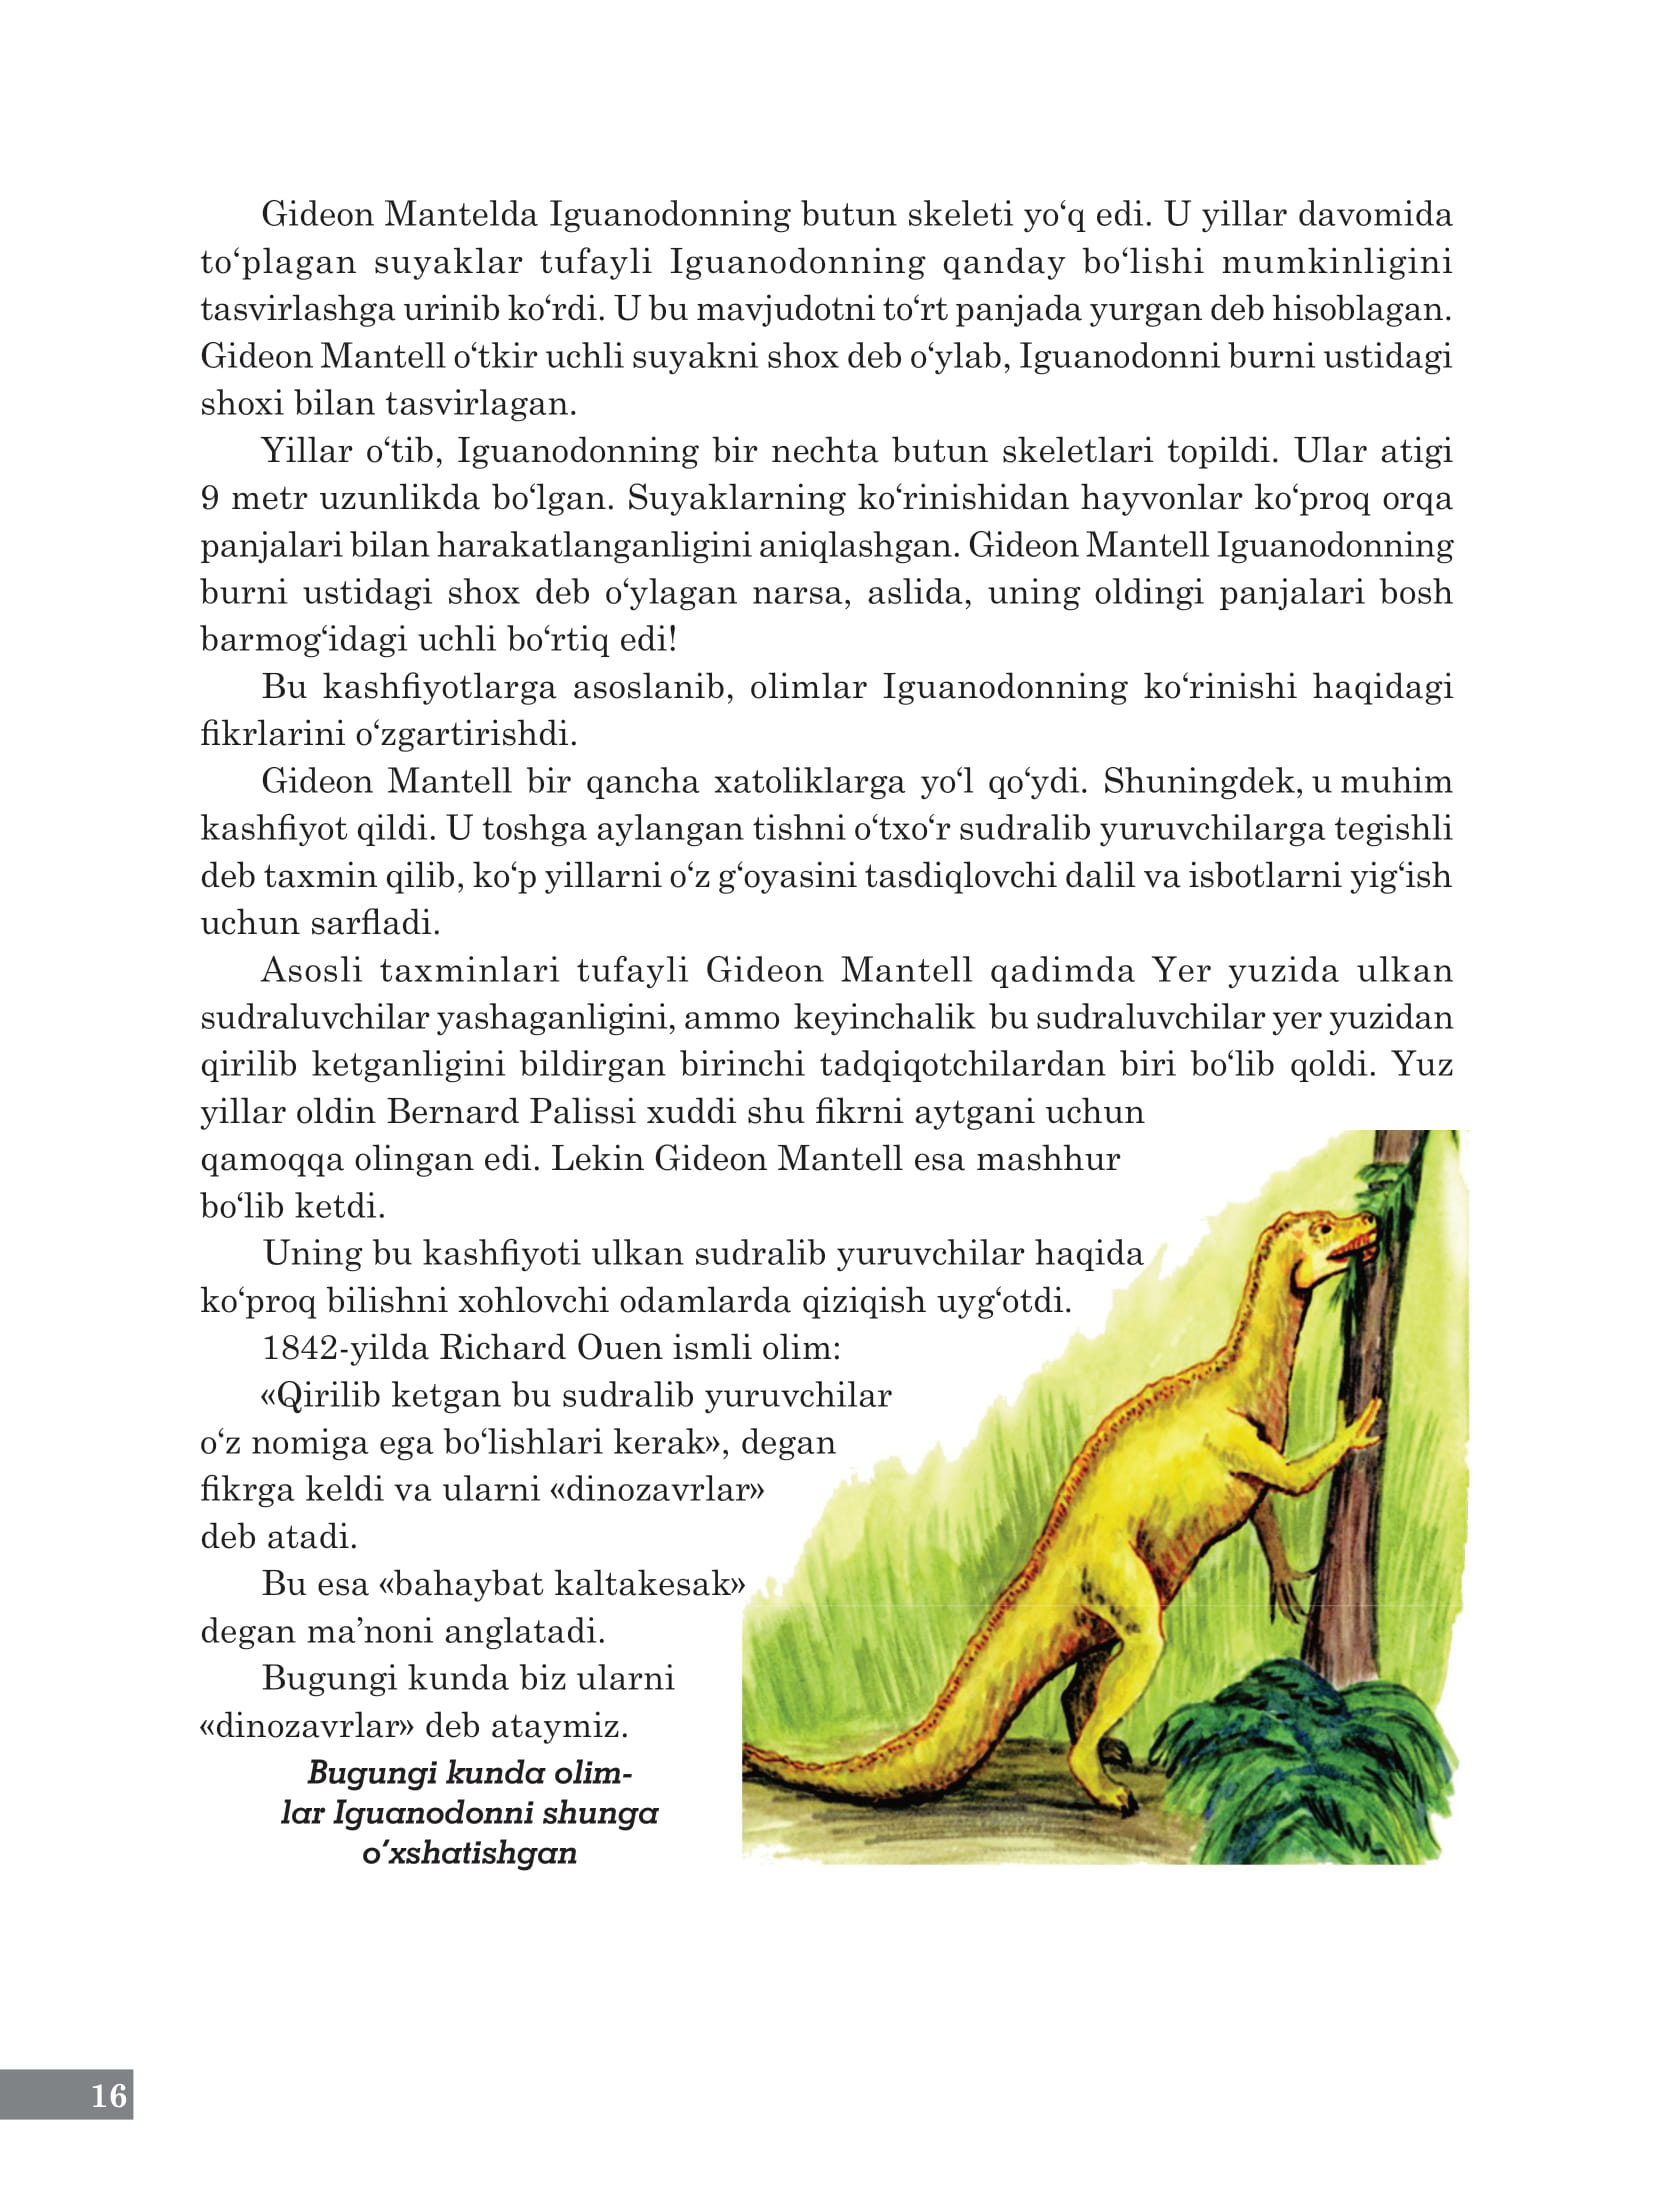 Gideon Mantelda Iguanodonning butun skeleti yo‘q edi. U yillar davomida
to‘plagan suyaklar tufayli Iguanodonning qanday bo‘lishi mumkinligini
tasvirlashga urinib ko‘rdi. U bu mavjudotni to‘rt panjada yurgan deb hisoblagan.
Gideon Mantell o‘tkir uchli suyakni shox deb o‘ylab, Iguanodonni burni ustidagi
shoxi bilan tasvirlagan.
Yillar o‘tib, Iguanodonning bir nechta butun skeletlari topildi. Ular atigi
9 metr uzunlikda bo‘lgan. Suyaklarning ko‘rinishidan hayvonlar ko‘proq orqa
panjalari bilan harakatlanganligini aniqlashgan. Gideon Mantell Iguanodonning
burni ustidagi shox deb o‘ylagan narsa, aslida, uning oldingi panjalari bosh
barmog‘idagi uchli bo‘rtiq edi!
Bu kashfiyotlarga asoslanib, olimlar Iguanodonning ko‘rinishi haqidagi
fikrlarini o‘zgartirishdi.
Gideon Mantell bir qancha xatoliklarga yo‘l qo‘ydi. Shuningdek, u muhim
kashfiyot qildi. U toshga aylangan tishni o‘txo‘r sudralib yuruvchilarga tegishli
deb taxmin qilib, ko‘p yillarni o‘z g‘oyasini tasdiqlovchi dalil va isbotlarni yig‘ish
uchun sarfladi.
Asosli taxminlari tufayli Gideon Mantell qadimda Yer yuzida ulkan
sudraluvchilar yashaganligini, ammo keyinchalik bu sudraluvchilar yer yuzidan
qirilib ketganligini bildirgan birinchi tadqiqotchilardan biri bo‘lib qoldi. Yuz
yillar oldin Bernard Palissi xuddi shu fikrni aytgani uchun
qamoqqa olingan edi. Lekin Gideon Mantell esa mashhur
bo‘lib ketdi.
Uning bu kashfiyoti ulkan sudralib yuruvchilar haqida
ko‘proq bilishni xohlovchi odamlarda qiziqish uyg‘otdi.
1842-yilda Richard Ouen ismli olim:
«Qirilib ketgan bu sudralib yuruvchilar
o‘z nomiga ega bo‘lishlari kerak», degan
fikrga keldi va ularni «dinozavrlar»
deb atadi.
Bu esa «bahaybat kaltakesak»
degan ma’noni anglatadi.
Bugungi kunda biz ularni
«dinozavrlar» deb ataymiz.
Bugungi kunda olim-
lar Iguanodonni shunga
o’xshatishgan
16